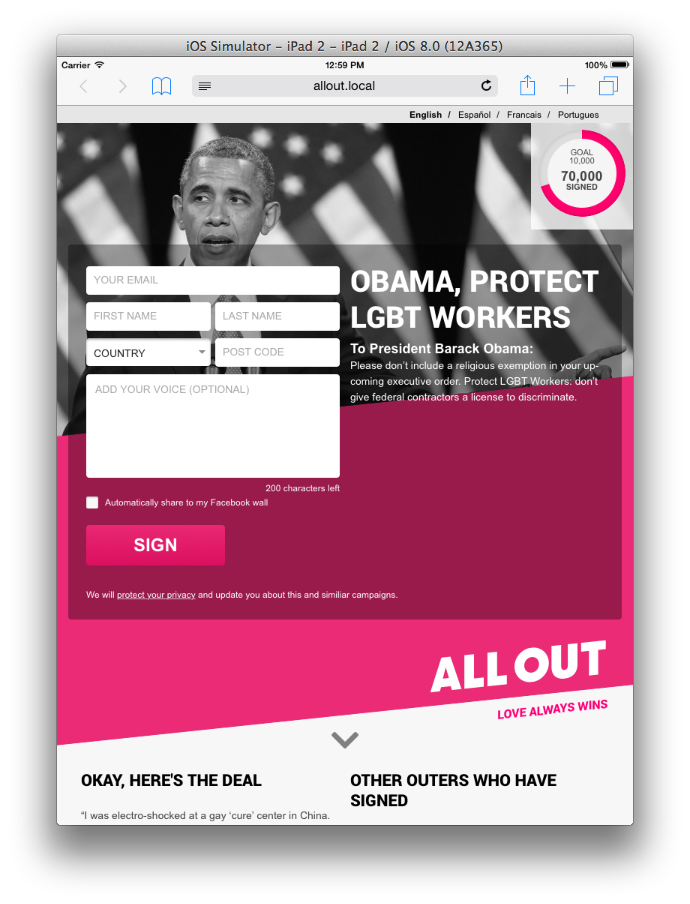 iOS Simulator – iPad 2 – iPad 2 / iOS 8.0 (12A365)
Carrier 12:59 PM 100%
allout.local
English / Español / Francais / Portugues
GOAL
10,000
70,000
SIGNED
YOUR EMAIL
FIRST NAME LAST NAME
COUNTRY POST CODE
ADD YOUR VOICE (OPTIONAL)
200 characters left
Automatically share to my Facebook wall
SIGN
We will protect your privacy and update you about this and similiar campaigns.
OBAMA, PROTECT
LGBT WORKERS
To President Barack Obama:
Please don't include a religious exemption in your up-
coming executive order. Protect LGBT Workers: don't
give federal contractors a license to discriminate.
ALL OUT
LOVE ALWAYS WINS
OKAY, HERE'S THE DEAL
“I was electro-shocked at a gay ‘cure’ center in China.
OTHER OUTERS WHO HAVE
SIGNED